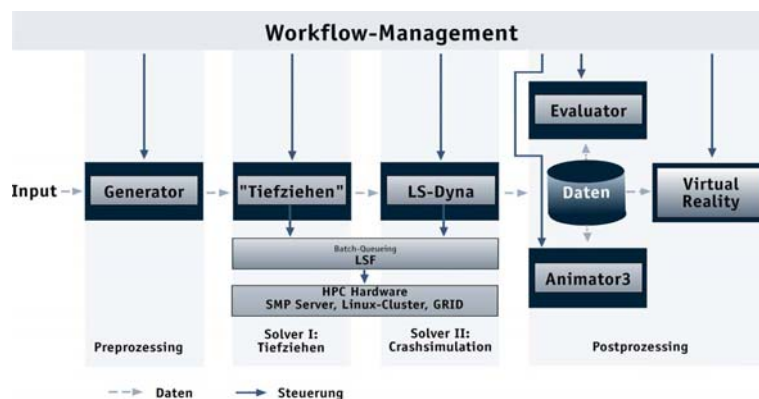 Workflow-Management
Input
Generator
"Tiefziehen"
LS-Dyna
Evaluator
Daten
Virtual
Reality
Animator3
Batch-Queueing
LSF
HPC Hardware
SMP Server, Linux-Cluster, GRID
Preprozessing
Solver I:
Tiefziehen
Solver II:
Crashsimulation
Postprozessing
Daten
Steuerung